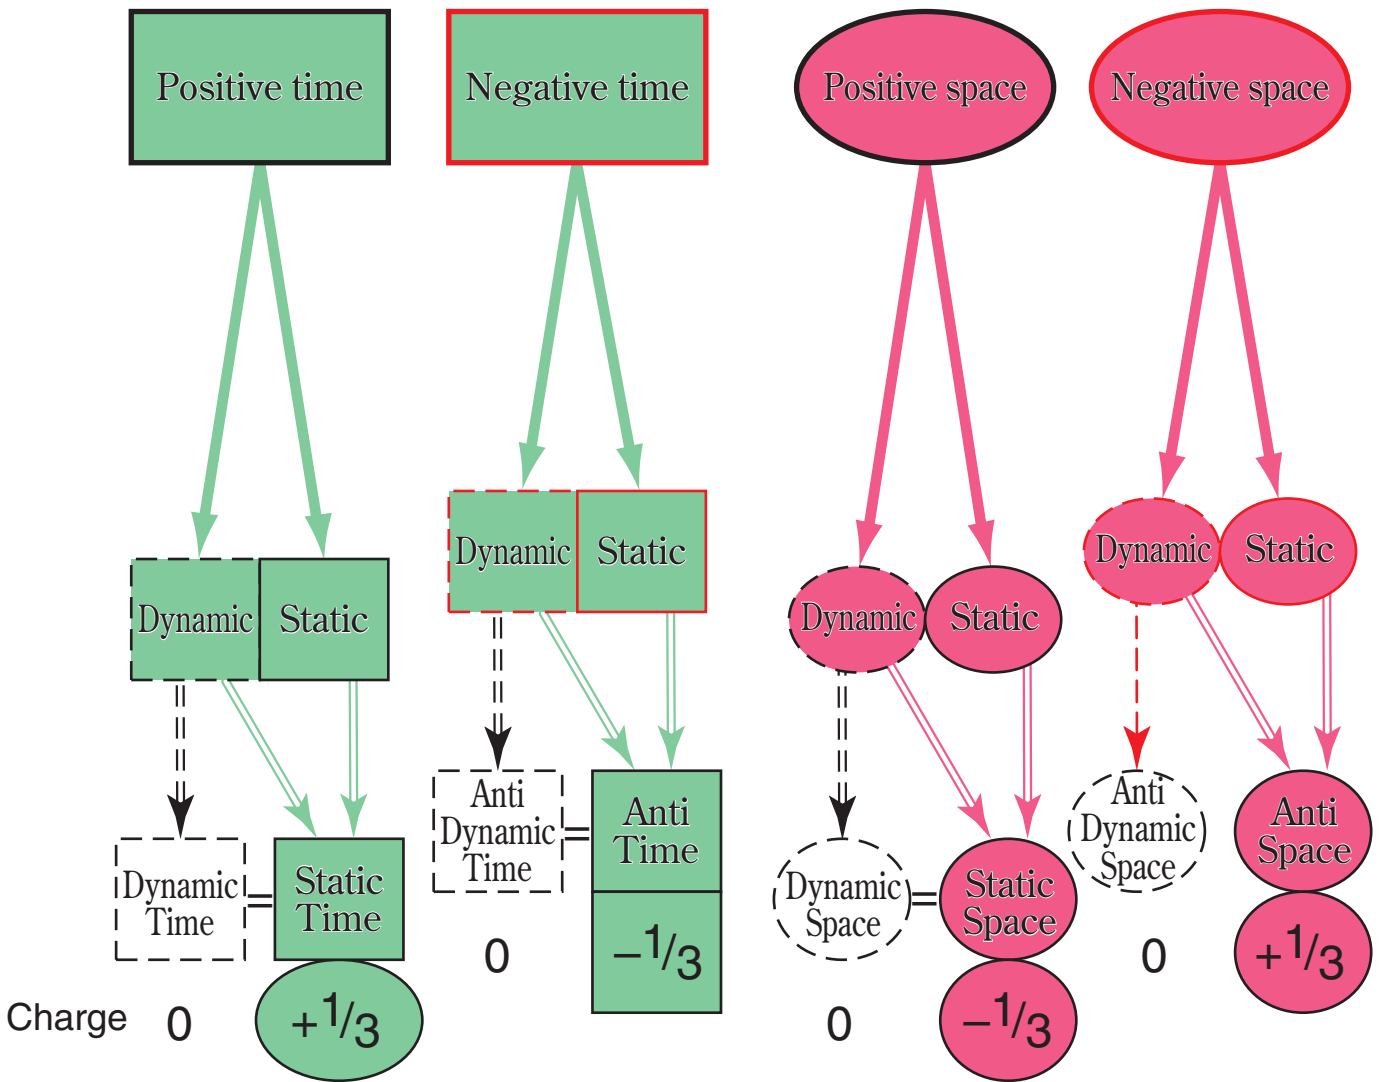 Positive time
Negative time
Positive space
Negative space
Dynamic
Static
Dynamic
Static
Dynamic
Static
Dynamic
Static
Dynamic
Time
=
Static
Time
Anti
Dynamic
Time
=
Anti
Time
Dynamic
Space
=
Static
Space
Anti
Dynamic
Space
Anti
Space
Charge
0
+1/3
0
−1/3
0
−1/3
0
+1/3